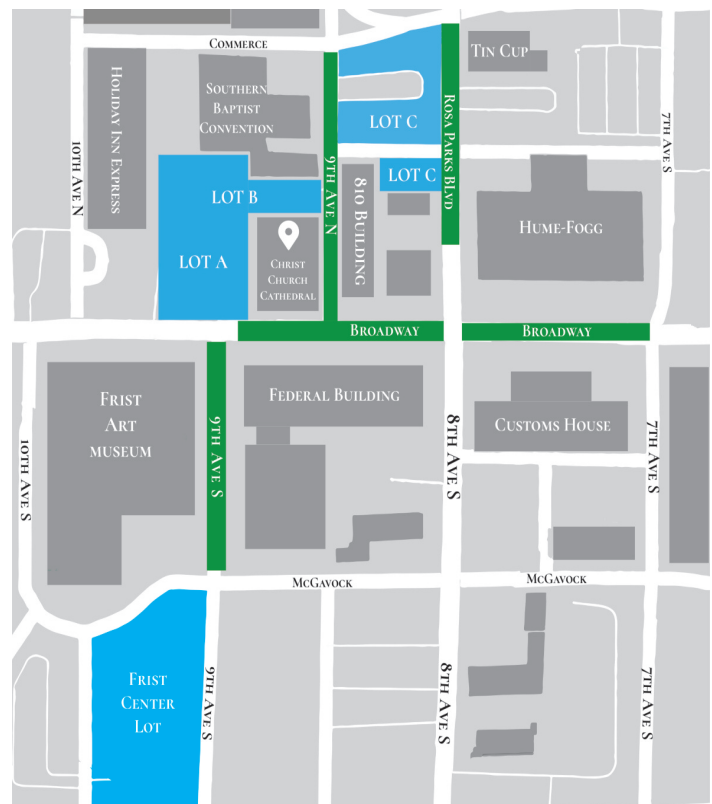 Commerce
Tin Cup
Holiday Inn Express
Southern
Baptist
Convention
LOT C
Rosa Parks Blvd
7th Ave S
10th Ave N
9th Ave N
810 Building
LOT C
LOT B
LOT A
Christ
Church
Cathedral
Hume-Fogg
Broadway
Broadway
Frist
Art
museum
Federal Building
Customs House
10th Ave S
9th Ave S
8th Ave S
7th Ave S
McGavock
McGavock
Frist
Center
Lot
9th Ave S
8th Ave S
7th Ave S